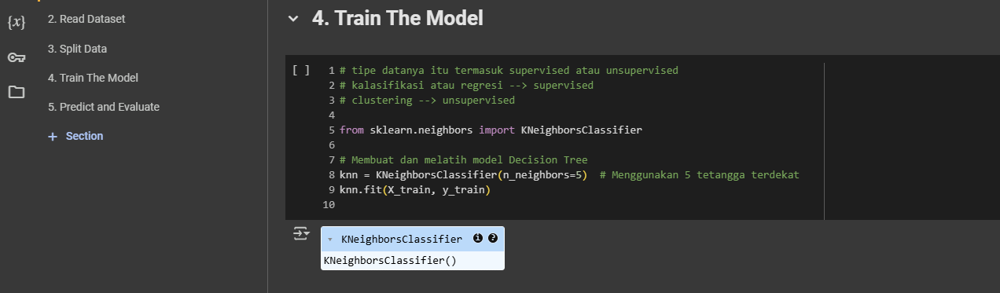 {x}
2. Read Dataset
3. Split Data
4. Train The Model
5. Predict and Evaluate
+ Section
4. Train The Model
[ ]
1 # tipe datanya itu termasuk supervised atau unsupervised
2 # kalasifikasi atau regresi --> supervised
3 # clustering --> unsupervised
4
5 from sklearn.neighbors import KNeighborsClassifier
6
7 # Membuat dan melatih model Decision Tree
8 knn = KNeighborsClassifier(n_neighbors=5)  # Menggunakan 5 tetangga terdekat
9 knn.fit(X_train, y_train)
10
KNeighborsClassifier i ?
KNeighborsClassifier()